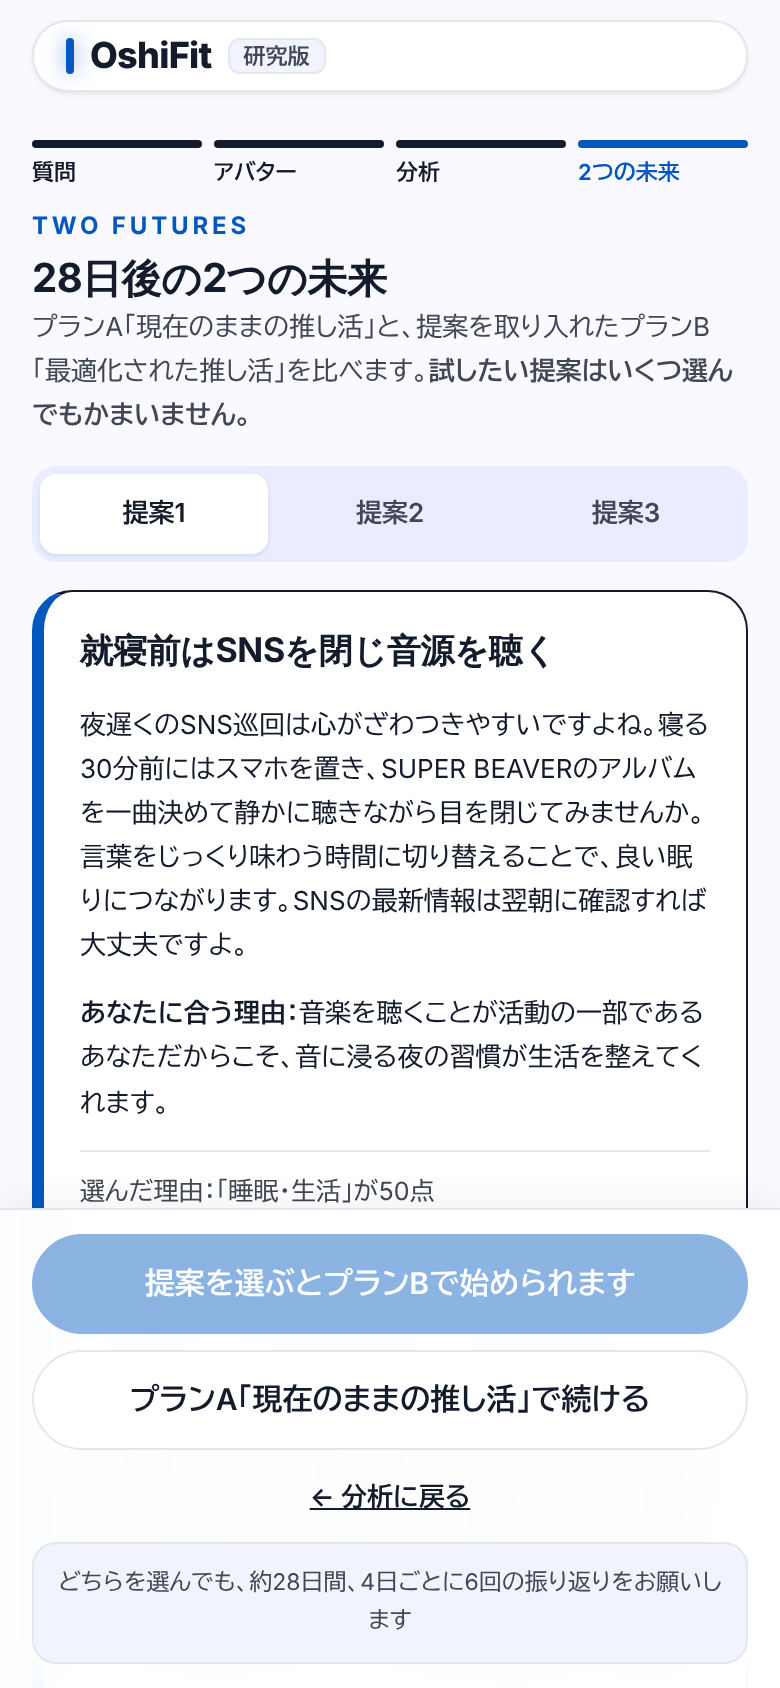 OshiFit 研究版
質問 アバター 分析 2つの未来
TWO FUTURES
28日後の2つの未来
プランA「現在のままの推し活」と、提案を取り入れたプランB
「最適化された推し活」を比べます。試したい提案はいくつ選ん
でもかまいません。
提案1 提案2 提案3
就寝前はSNSを閉じ音源を聴く
夜遅くのSNS巡回は心がざわつきやすいですよね。寝る
30分前にはスマホを置き、SUPER BEAVERのアルバム
を一曲決めて静かに聴きながら目を閉じてみませんか。
言葉をじっくり味わう時間に切り替えることで、良い眠
りにつながります。SNSの最新情報は翌朝に確認すれば
大丈夫ですよ。
あなたに合う理由：音楽を聴くことが活動の一部である
あなただからこそ、音に浸る夜の習慣が生活を整えてく
れます。
選んだ理由：「睡眠・生活」が50点
提案を選ぶとプランBで始められます
プランA「現在のままの推し活」で続ける
← 分析に戻る
どちらを選んでも、約28日間、4日ごとに6回の振り返りをお願いし
ます